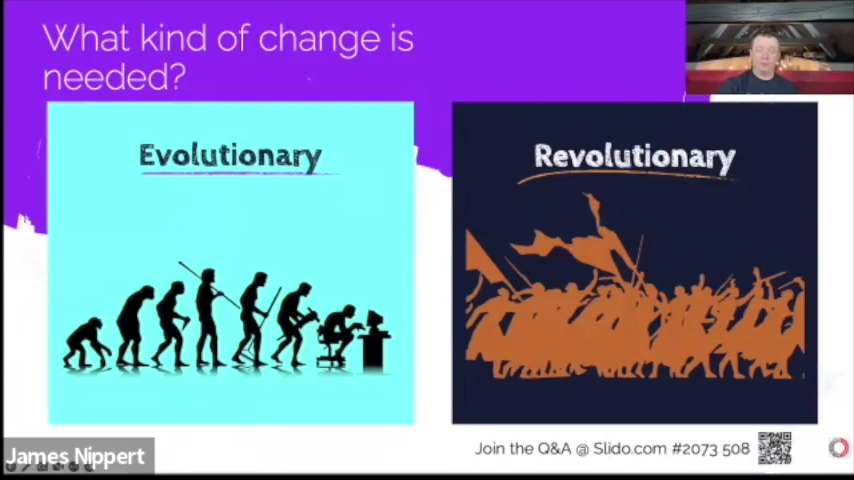 What kind of change is
needed?
Evolutionary
Revolutionary
Join the Q&A @ Slido.com #2073 508
James Nippert